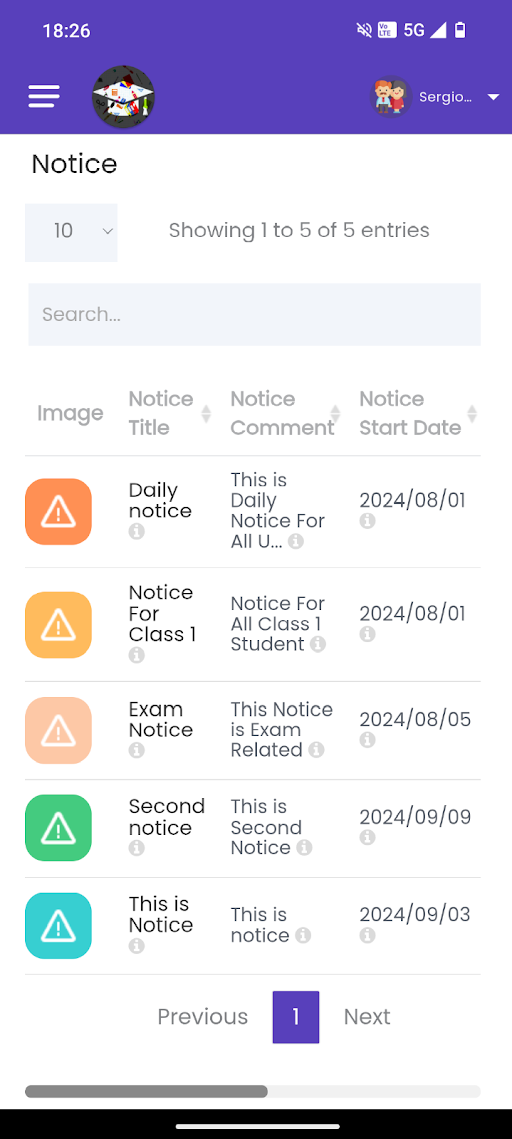 18:26
Vo LTE 5G
Sergio...
Notice
10
Showing 1 to 5 of 5 entries
Search...
Image
Notice Title
Notice Comment
Notice Start Date
Daily notice
This is Daily Notice For All U...
2024/08/01
Notice For Class 1
Notice For All Class 1 Student
2024/08/01
Exam Notice
This Notice is Exam Related
2024/08/05
Second notice
This is Second Notice
2024/09/09
This is Notice
This is notice
2024/09/03
Previous 1 Next